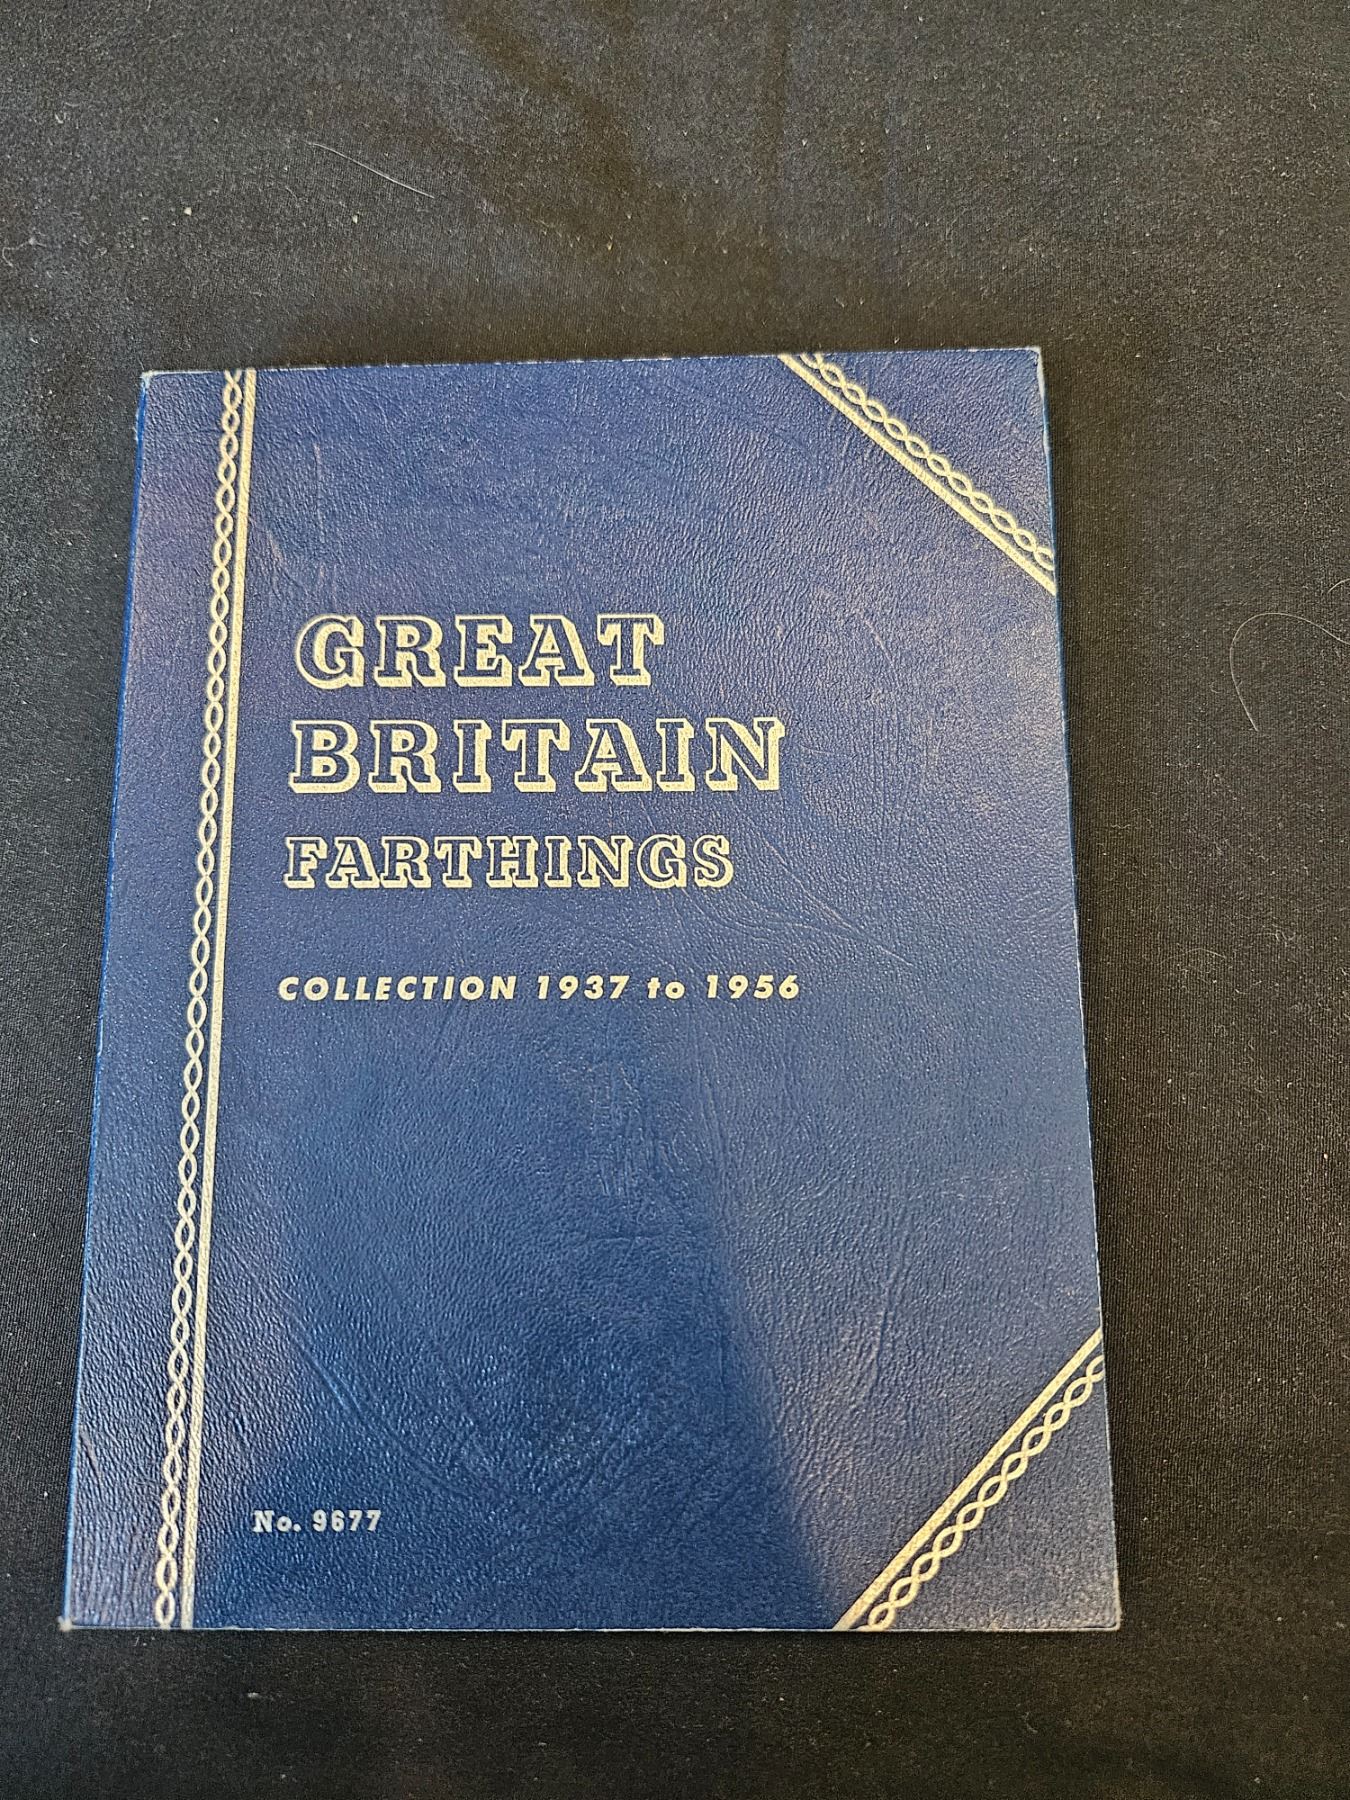 GREAT
BRITAIN
FARTHINGS
COLLECTION 1937 to 1956
No. 9677